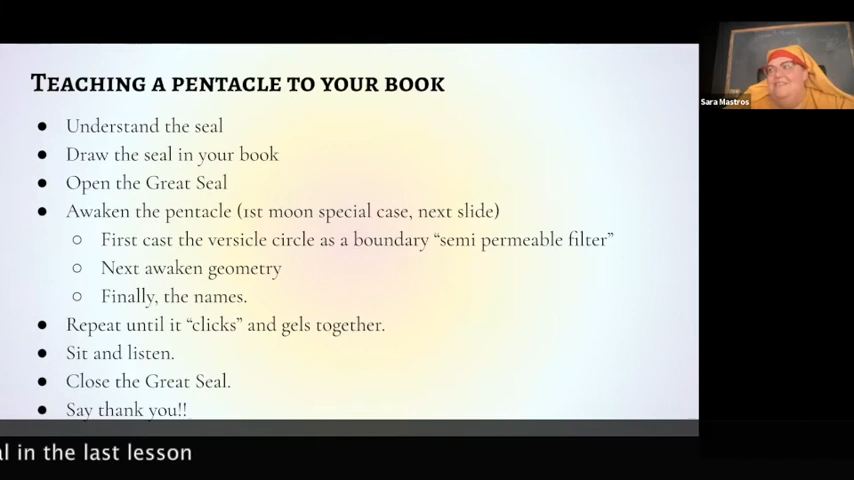 Teaching a pentacle to your book
● Understand the seal
● Draw the seal in your book
● Open the Great Seal
● Awaken the pentacle (1st moon special case, next slide)
○ First cast the versicle circle as a boundary “semi permeable filter”
○ Next awaken geometry
○ Finally, the names.
● Repeat until it “clicks” and gels together.
● Sit and listen.
● Close the Great Seal.
● Say thank you!!
Sara Mastros
in the last lesson